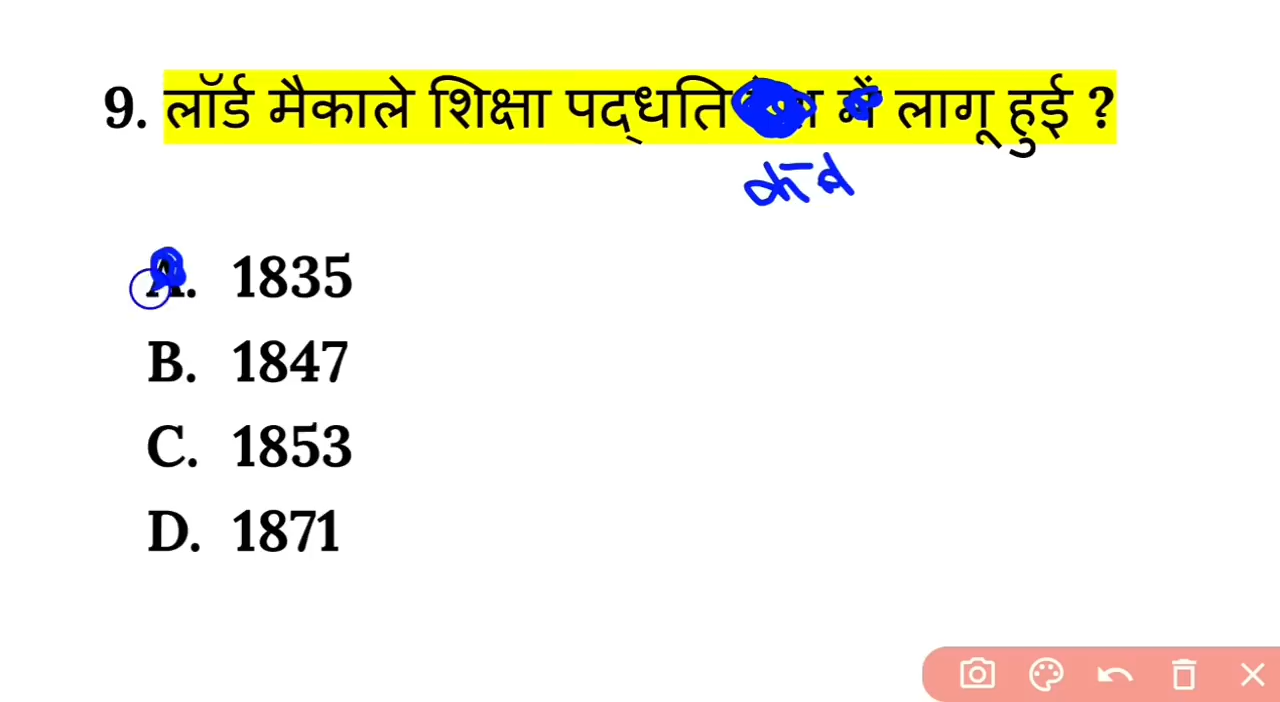 9. लॉर्ड मैकाले शिक्षा पद्धति में लागू हुई ?
कब
A. 1835
B. 1847
C. 1853
D. 1871